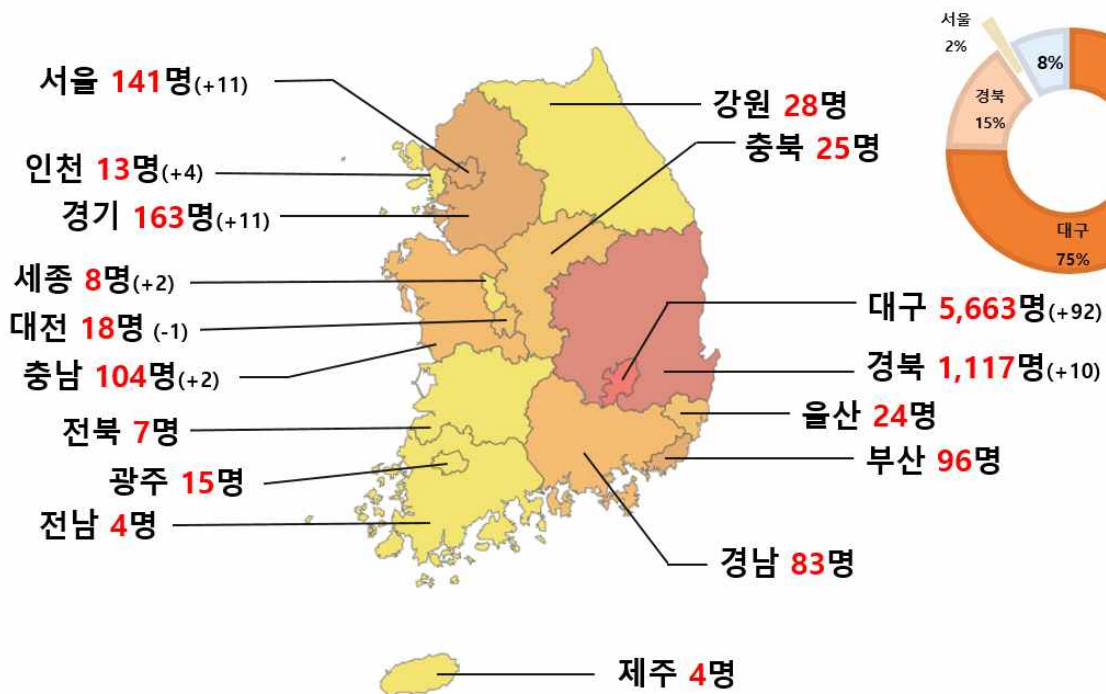 서울 141명(+11)
인천 13명(+4)
경기 163명(+11)
세종 8명(+2)
대전 18명 (-1)
충남 104명(+2)
전북 7명
광주 15명
전남 4명
강원 28명
충북 25명
대구 5,663명(+92)
경북 1,117명(+10)
울산 24명
부산 96명
경남 83명
제주 4명
서울
2%
8%
경북
15%
대구
75%